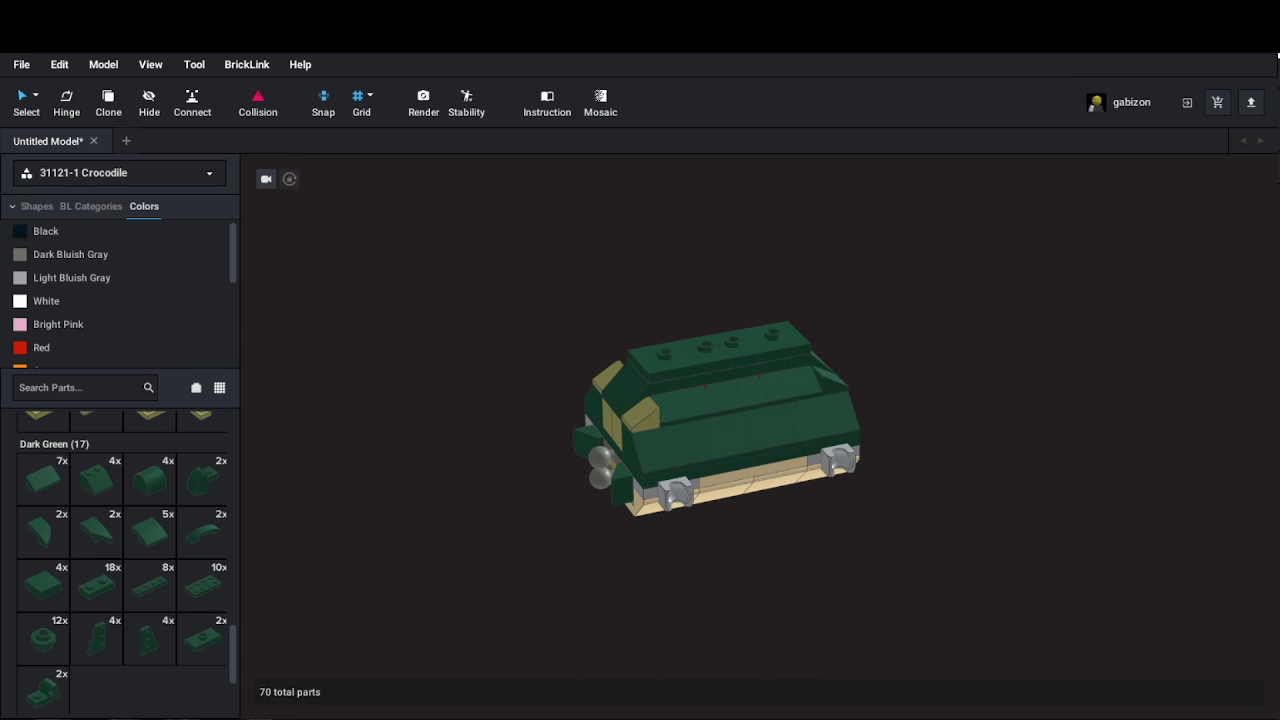 File Edit Model View Tool BrickLink Help
Select Hinge Clone Hide Connect Collision Snap Grid Render Stability Instruction Mosaic gabizon
Untitled Model*
31121-1 Crocodile
Shapes BL Categories Colors
Black
Dark Bluish Gray
Light Bluish Gray
White
Bright Pink
Red
Search Parts...
Dark Green (17)
7x 4x 4x 2x
2x 2x 5x 2x
4x 18x 8x 10x
12x 4x 4x 2x
2x
70 total parts